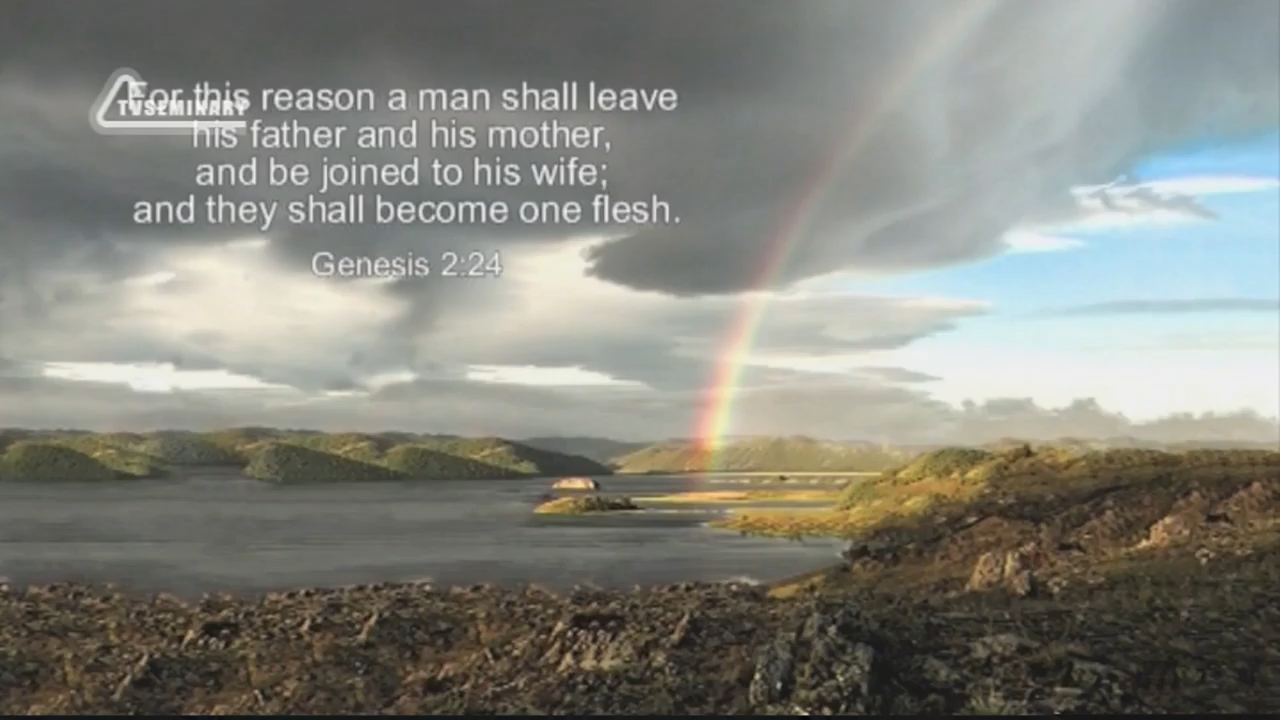 For this reason a man shall leave
his father and his mother,
and be joined to his wife;
and they shall become one flesh.
Genesis 2:24
TVSEMINARY